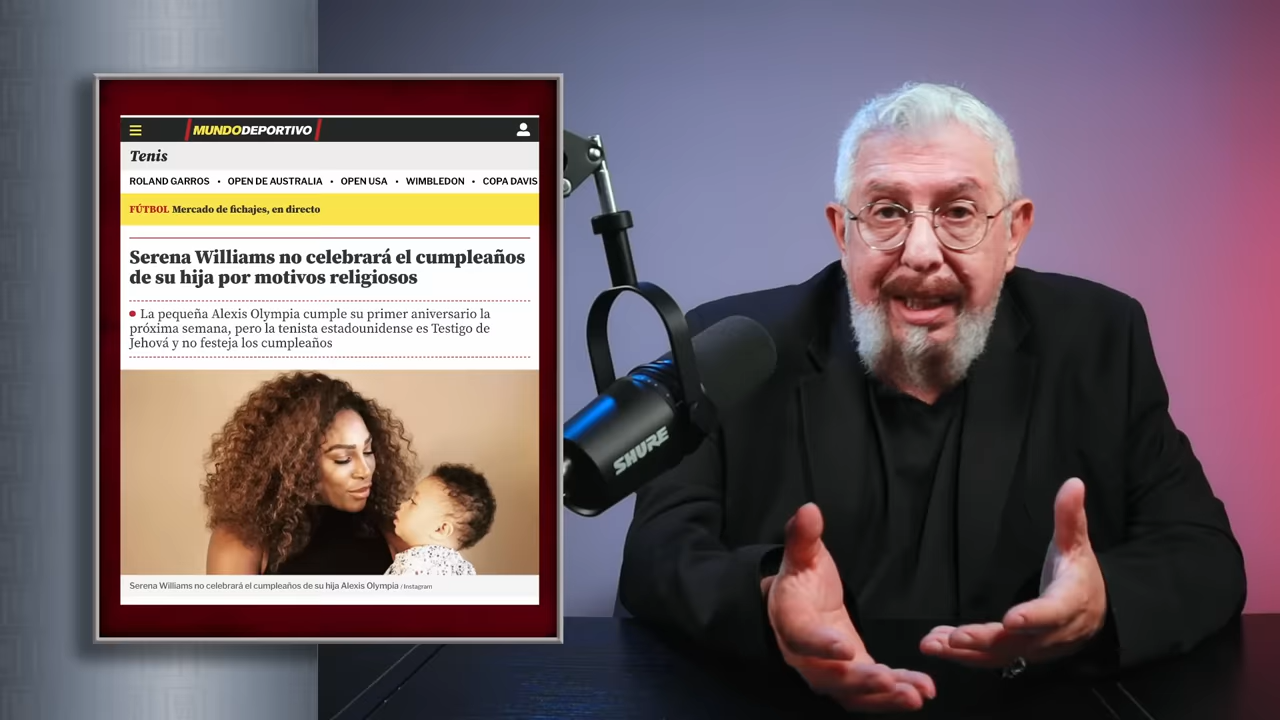 MUNDODEPORTIVO
Tenis
ROLAND GARROS • OPEN DE AUSTRALIA • OPEN USA • WIMBLEDON • COPA DAVIS
FÚTBOL Mercado de fichajes, en directo
Serena Williams no celebrará el cumpleaños
de su hija por motivos religiosos
• La pequeña Alexis Olympia cumple su primer aniversario la
próxima semana, pero la tenista estadounidense es Testigo de
Jehová y no festeja los cumpleaños
Serena Williams no celebrará el cumpleaños de su hija Alexis Olympia / Instagram
SHURE